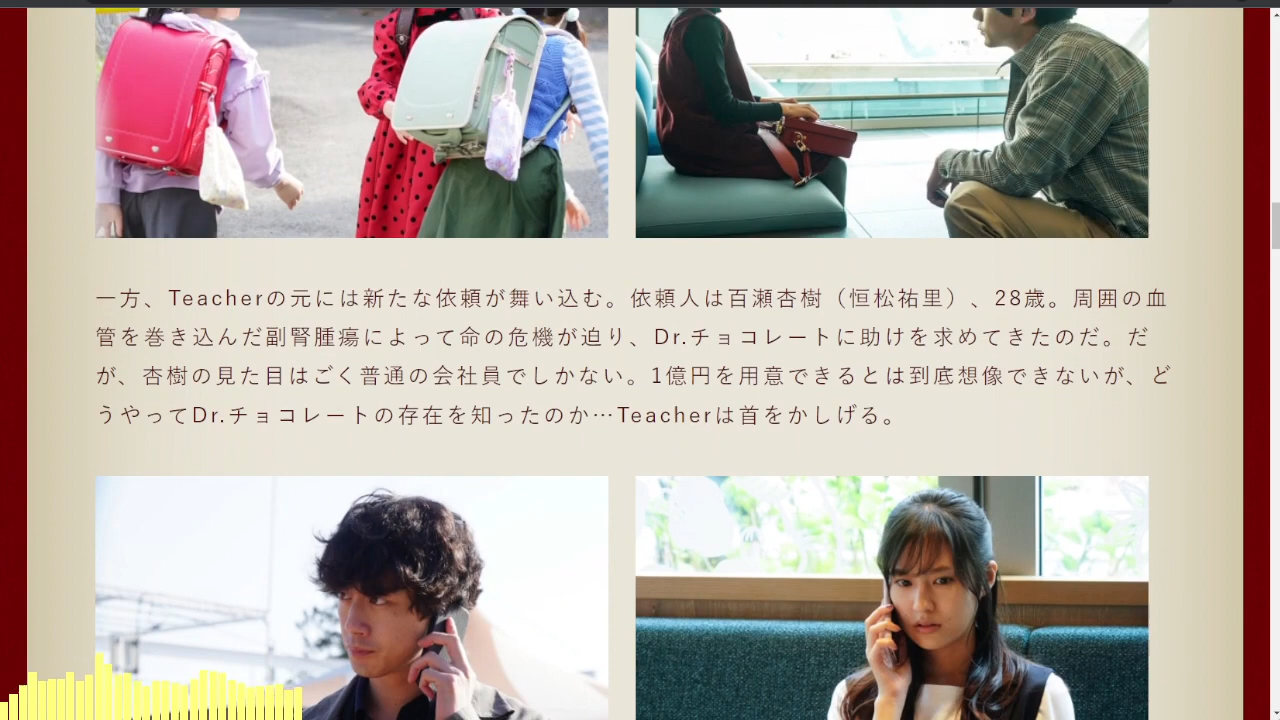 一方、Teacherの元には新たな依頼が舞い込む。依頼人は百瀬杏樹（恒松祐里）、28歳。周囲の血
管を巻き込んだ副腎腫瘍によって命の危機が迫り、Dr.チョコレートに助けを求めてきたのだ。だ
が、杏樹の見た目はごく普通の会社員でしかない。1億円を用意できるとは到底想像できないが、ど
うやってDr.チョコレートの存在を知ったのか…Teacherは首をかしげる。